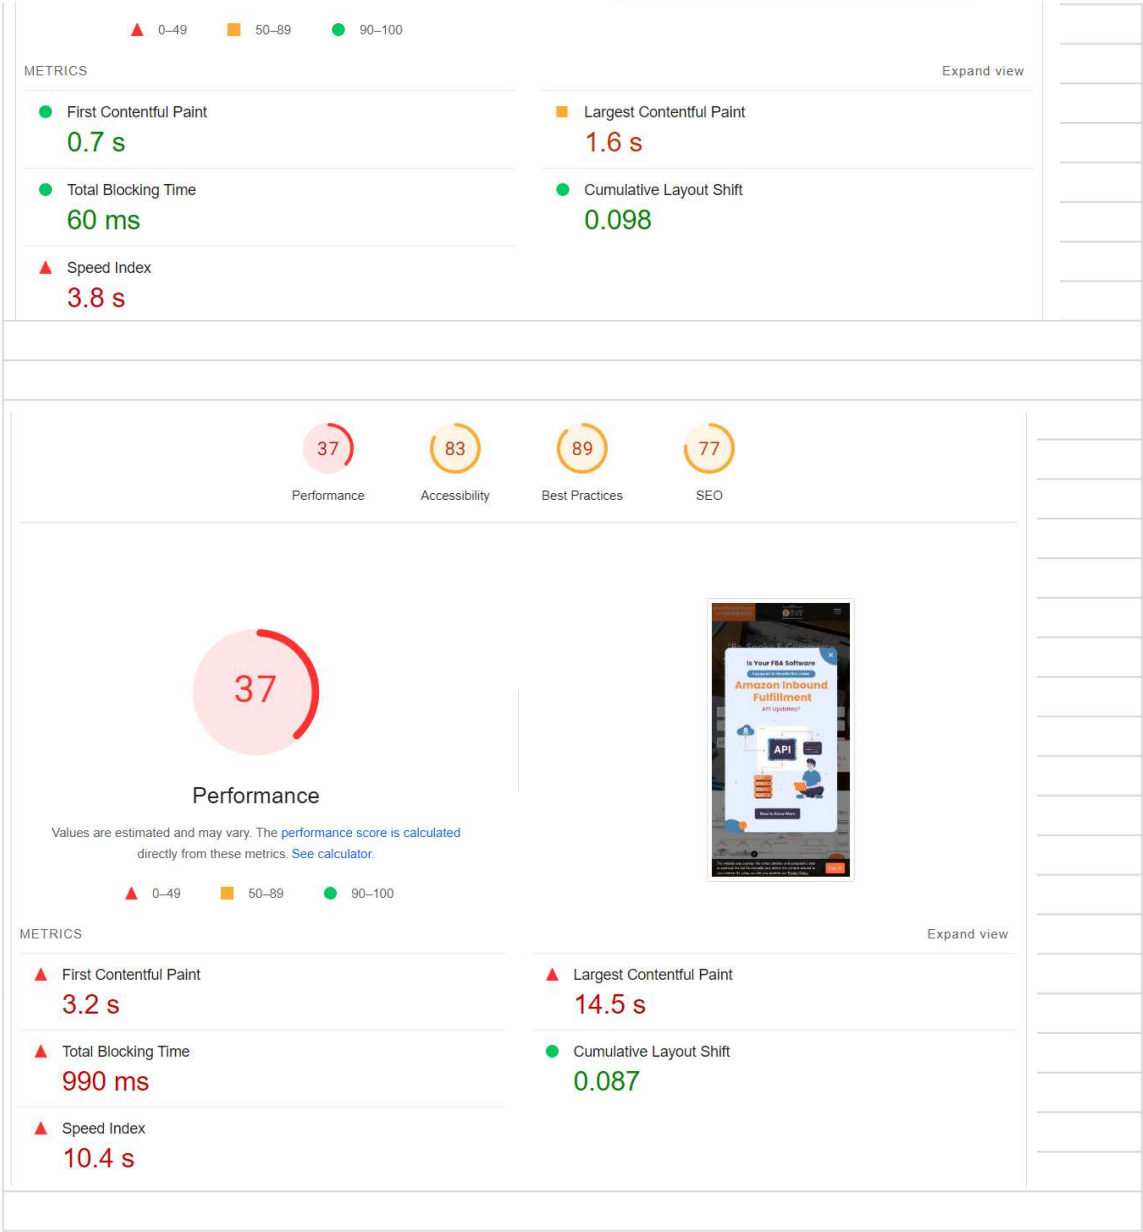 0–49 50–89 90–100
METRICS Expand view
First Contentful Paint Largest Contentful Paint
0.7 s 1.6 s
Total Blocking Time Cumulative Layout Shift
60 ms 0.098
Speed Index
3.8 s
37 83 89 77
Performance Accessibility Best Practices SEO
37
Performance
Values are estimated and may vary. The performance score is calculated
directly from these metrics. See calculator.
0–49 50–89 90–100
Is Your FBA Software
Amazon Inbound
Fulfillment
API Updates?
API
Read to Know More
METRICS Expand view
First Contentful Paint Largest Contentful Paint
3.2 s 14.5 s
Total Blocking Time Cumulative Layout Shift
990 ms 0.087
Speed Index
10.4 s